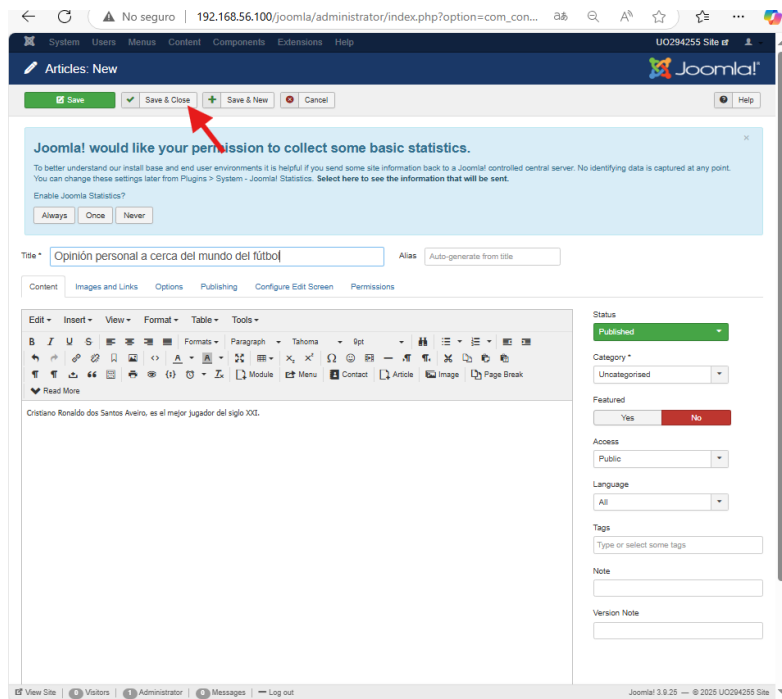 No seguro | 192.168.56.100/joomla/administrator/index.php?option=com_con...
System Users Menus Content Components Extensions Help UO294255 Site
Articles: New Joomla!
Save Save & Close Save & New Cancel Help
Joomla! would like your permission to collect some basic statistics.
To better understand our install base and end user environments it is helpful if you send some site information back to a Joomla! controlled central server. No identifying data is captured at any point.
You can change these settings later from Plugins > System - Joomla! Statistics. Select here to see the information that will be sent.
Enable Joomla Statistics?
Always Once Never
Title * Opinión personal a cerca del mundo del fútbol Alias Auto-generate from title
Content Images and Links Options Publishing Configure Edit Screen Permissions
Edit Insert View Format Table Tools
B I U S Formats Paragraph Tahoma 9pt
Module Menu Contact Article Image Page Break
Read More
Cristiano Ronaldo dos Santos Aveiro, es el mejor jugador del siglo XXI.
Status
Published
Category *
Uncategorised
Featured
Yes No
Access
Public
Language
All
Tags
Type or select some tags
Note
Version Note
View Site 0 Visitors 1 Administrator 0 Messages Log out Joomla! 3.9.25 — © 2025 UO294255 Site